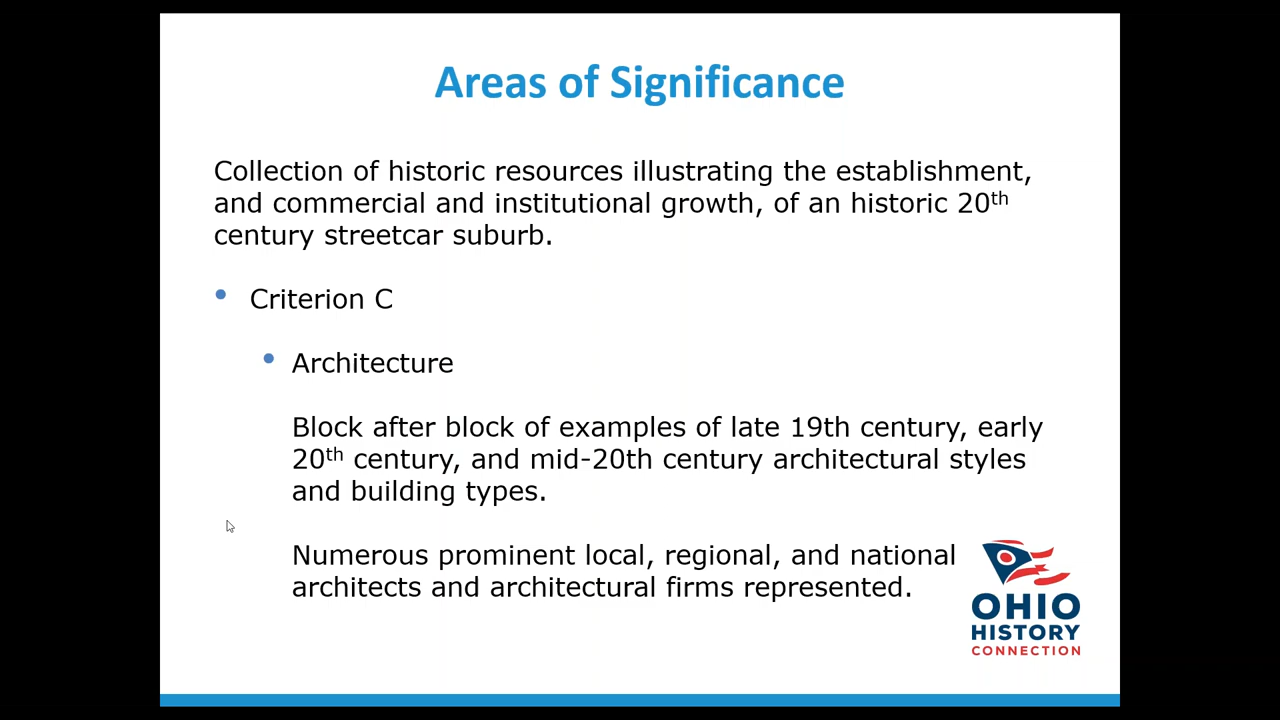 Areas of Significance
Collection of historic resources illustrating the establishment,
and commercial and institutional growth, of an historic 20th
century streetcar suburb.
• Criterion C
• Architecture
Block after block of examples of late 19th century, early
20th century, and mid-20th century architectural styles
and building types.
Numerous prominent local, regional, and national
architects and architectural firms represented.
OHIO
HISTORY
CONNECTION